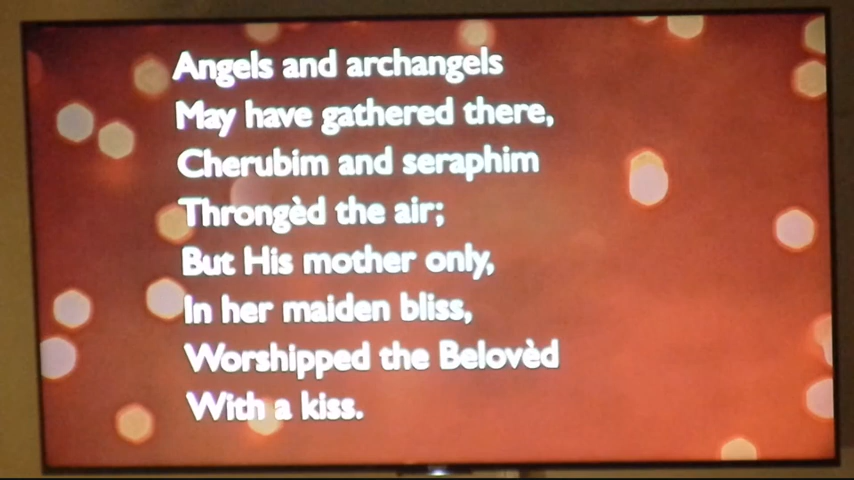 Angels and archangels
May have gathered there,
Cherubim and seraphim
Throngèd the air;
But His mother only,
In her maiden bliss,
Worshipped the Belovèd
With a kiss.